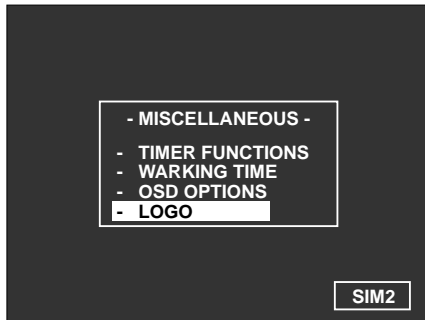 - MISCELLANEOUS -
- TIMER FUNCTIONS
- WARKING TIME
- OSD OPTIONS
- LOGO
SIM2